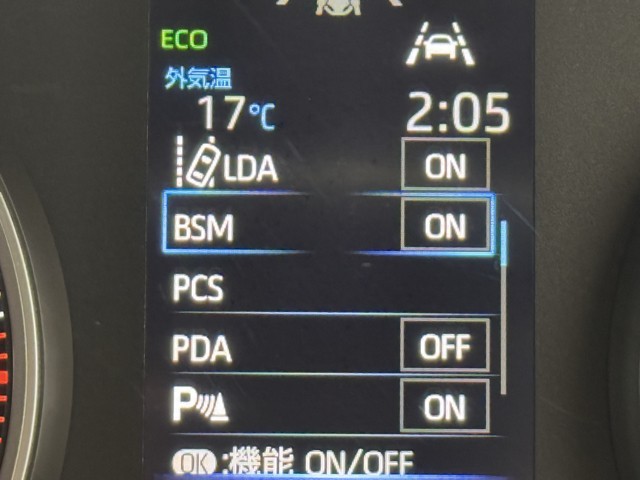 ECO
外気温
17℃ 2:05
LDA ON
BSM ON
PCS
PDA OFF
P ON
OK :機能 ON/OFF